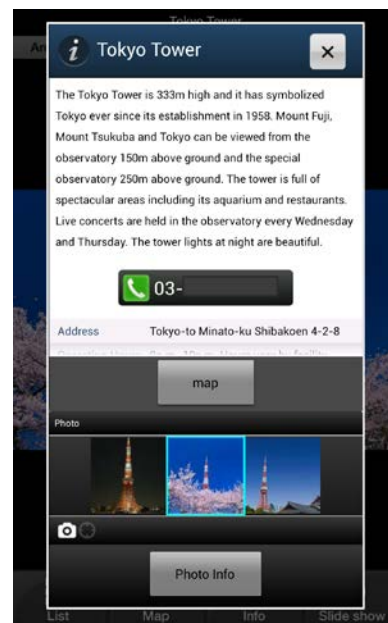 Tokyo Tower
Tokyo Tower
The Tokyo Tower is 333m high and it has symbolized
Tokyo ever since its establishment in 1958. Mount Fuji,
Mount Tsukuba and Tokyo can be viewed from the
observatory 150m above ground and the special
observatory 250m above ground. The tower is full of
spectacular areas including its aquarium and restaurants.
Live concerts are held in the observatory every Wednesday
and Thursday. The tower lights at night are beautiful.
03-
Address Tokyo-to Minato-ku Shibakoen 4-2-8
map
Photo
Photo Info
List Map Info Slide show